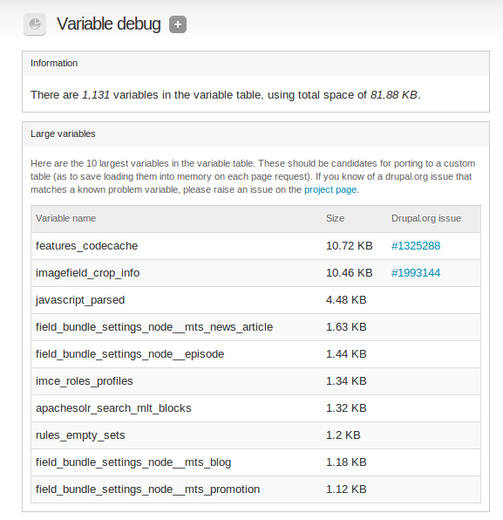 Variable debug
Information
There are 1,131 variables in the variable table, using total space of 81.88 KB.
Large variables
Here are the 10 largest variables in the variable table. These should be candidates for porting to a custom
table (as to save loading them into memory on each page request). If you know of a drupal.org issue that
matches a known problem variable, please raise an issue on the project page.
Variable name Size Drupal.org issue
features_codecache 10.72 KB #1325288
imagefield_crop_info 10.46 KB #1993144
javascript_parsed 4.48 KB
field_bundle_settings_node__mts_news_article 1.63 KB
field_bundle_settings_node__episode 1.44 KB
imce_roles_profiles 1.34 KB
apachesolr_search_mlt_blocks 1.32 KB
rules_empty_sets 1.2 KB
field_bundle_settings_node__mts_blog 1.18 KB
field_bundle_settings_node__mts_promotion 1.12 KB